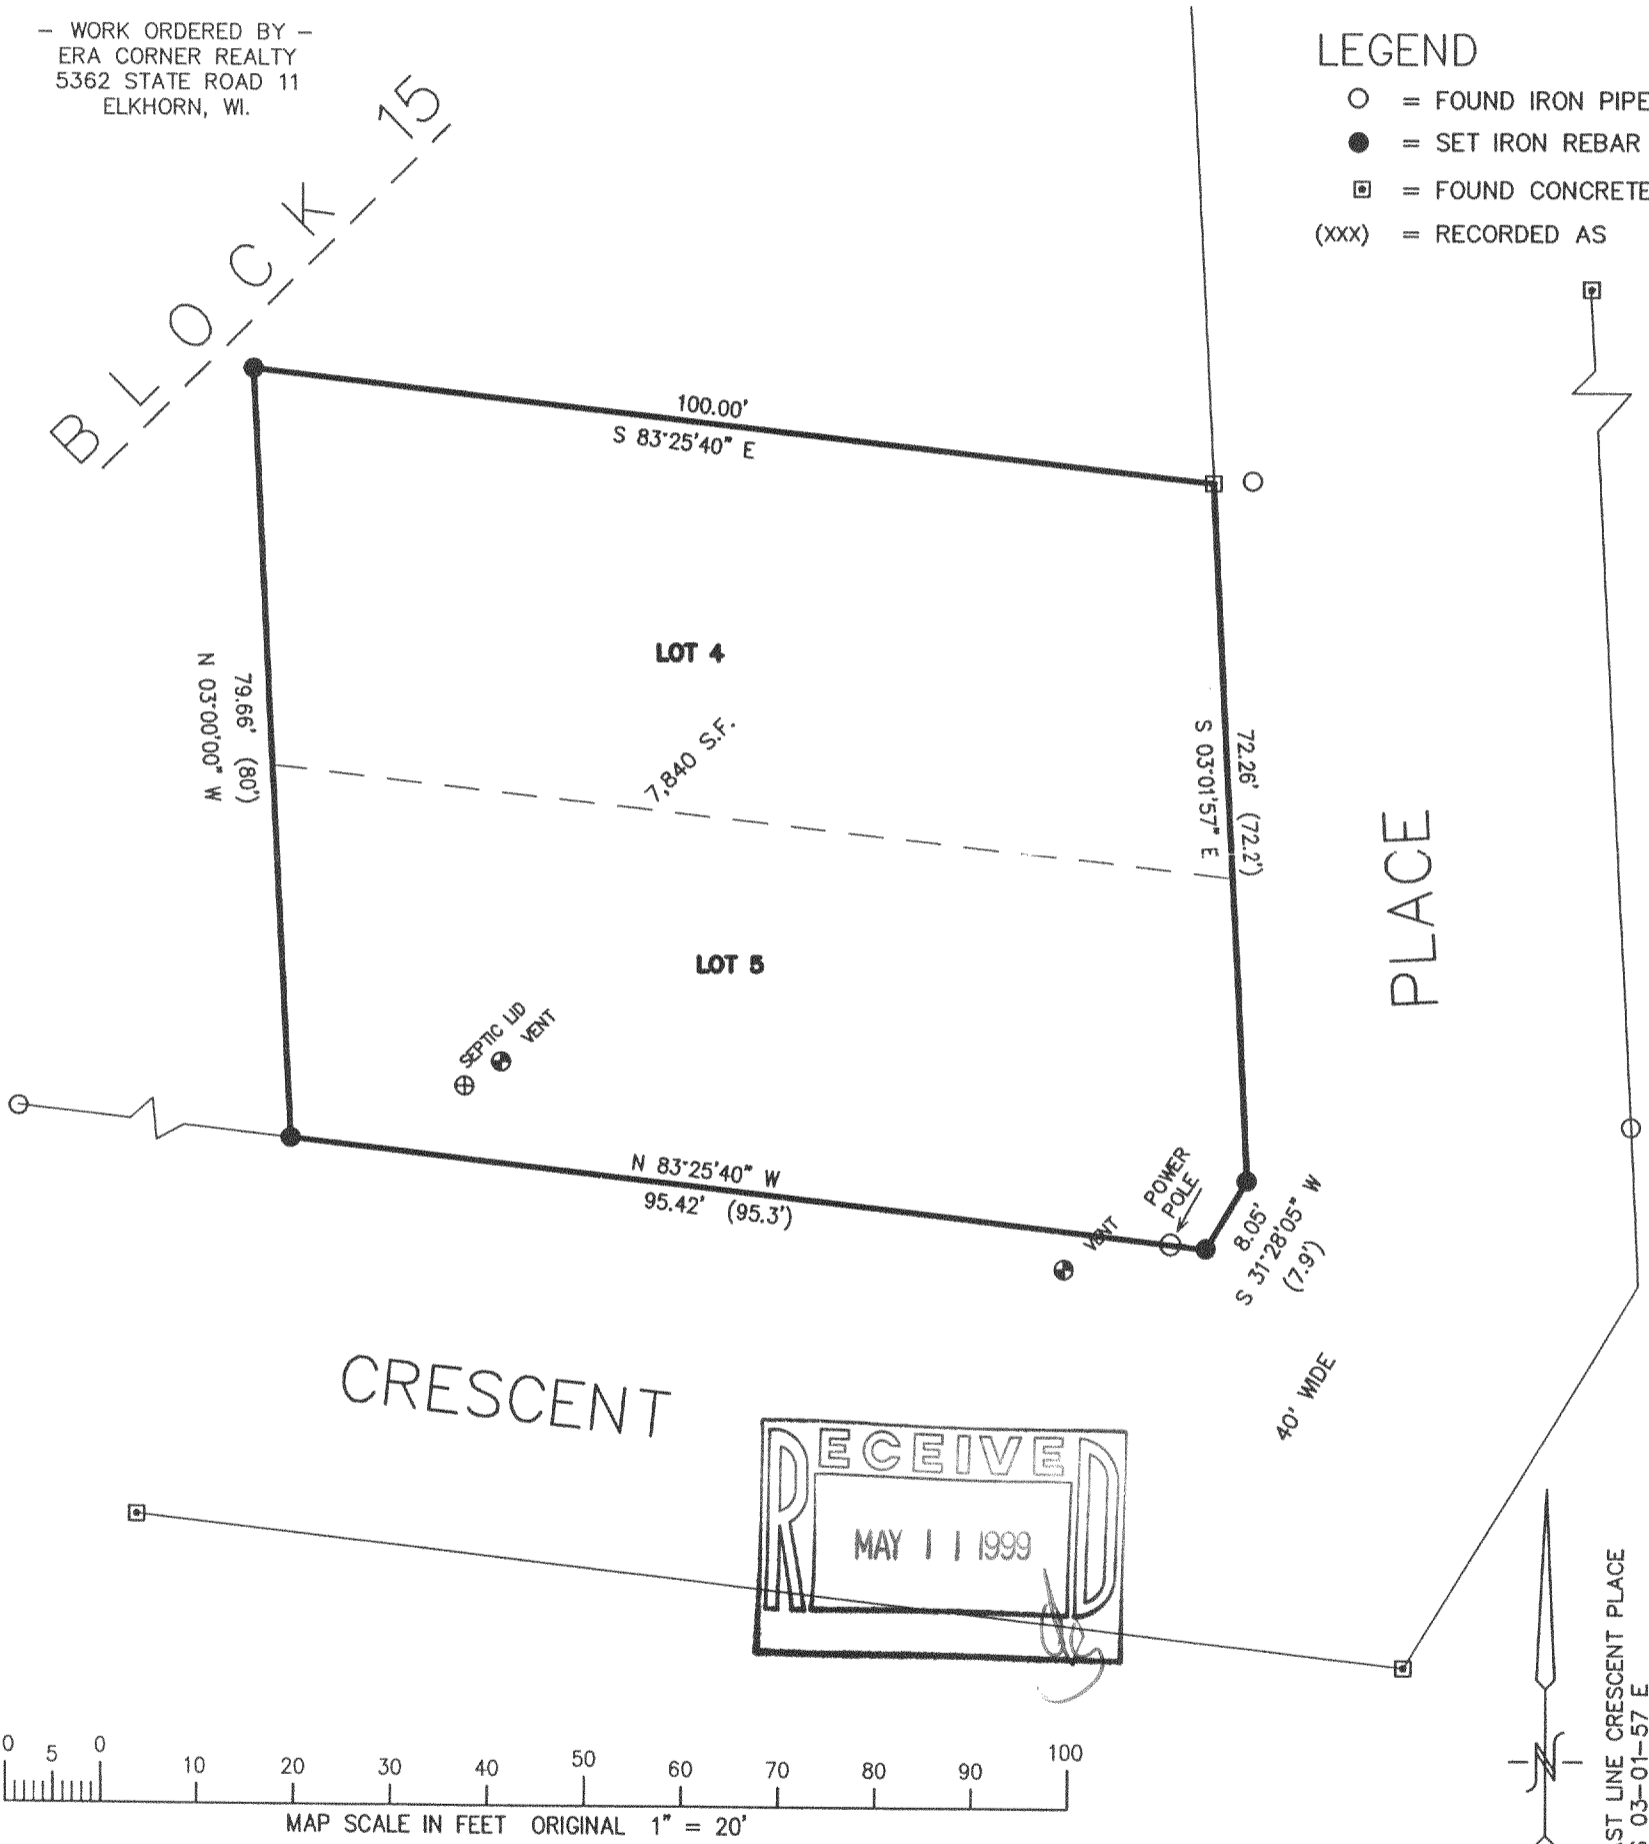 – WORK ORDERED BY –
ERA CORNER REALTY
5362 STATE ROAD 11
ELKHORN, WI.
BLOCK 15
LEGEND
○ = FOUND IRON PIPE
● = SET IRON REBAR
⊡ = FOUND CONCRETE
(XXX) = RECORDED AS
100.00'
S 83°25'40" E
LOT 4
7,840 S.F.
79.66' (80')
N 03°00'00" W
72.26' (72.2')
S 03°01'57" E
PLACE
LOT 5
SEPTIC LID
VENT
N 83°25'40" W
95.42' (95.3')
POWER
POLE
VENT
8.05'
S 31°28'05" W
(7.9')
40' WIDE
CRESCENT
RECEIVED
MAY 11 1999
0 5 0 10 20 30 40 50 60 70 80 90 100
MAP SCALE IN FEET ORIGINAL 1" = 20'
N
LINE CRESCENT PLACE
03-01-57 E